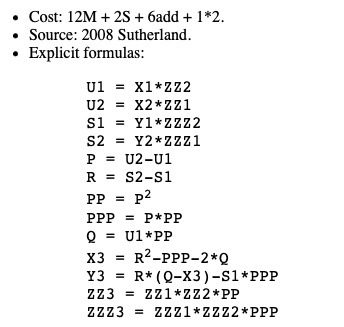 • Cost: 12M + 2S + 6add + 1*2.
• Source: 2008 Sutherland.
• Explicit formulas:
U1 = X1*ZZ2
U2 = X2*ZZ1
S1 = Y1*ZZZ2
S2 = Y2*ZZZ1
P = U2-U1
R = S2-S1
PP = P²
PPP = P*PP
Q = U1*PP
X3 = R²-PPP-2*Q
Y3 = R*(Q-X3)-S1*PPP
ZZ3 = ZZ1*ZZ2*PP
ZZZ3 = ZZZ1*ZZZ2*PPP